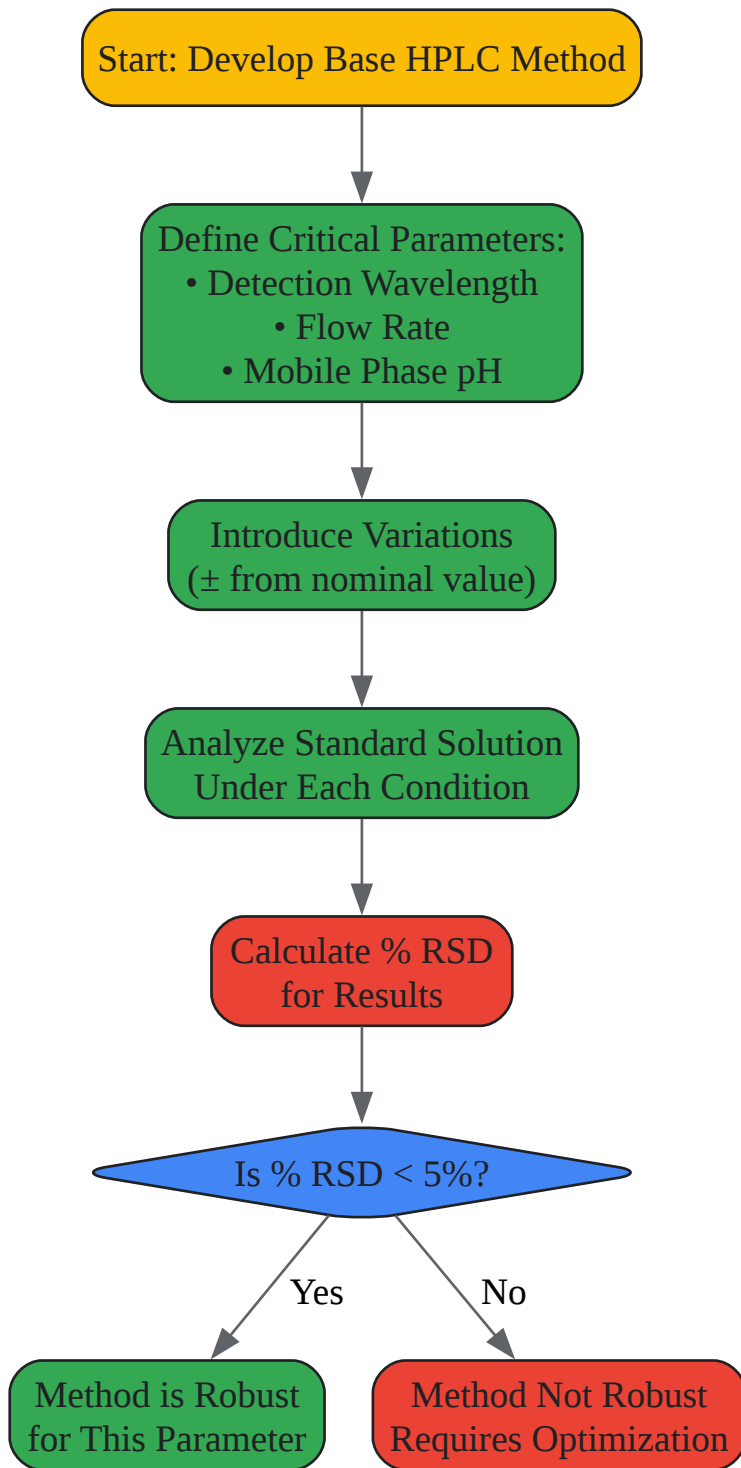 Start: Develop Base HPLC Method
Define Critical Parameters:
• Detection Wavelength
• Flow Rate
• Mobile Phase pH
Introduce Variations
(± from nominal value)
Analyze Standard Solution
Under Each Condition
Calculate % RSD
for Results
Is % RSD < 5%?
Yes
No
Method is Robust
for This Parameter
Method Not Robust
Requires Optimization